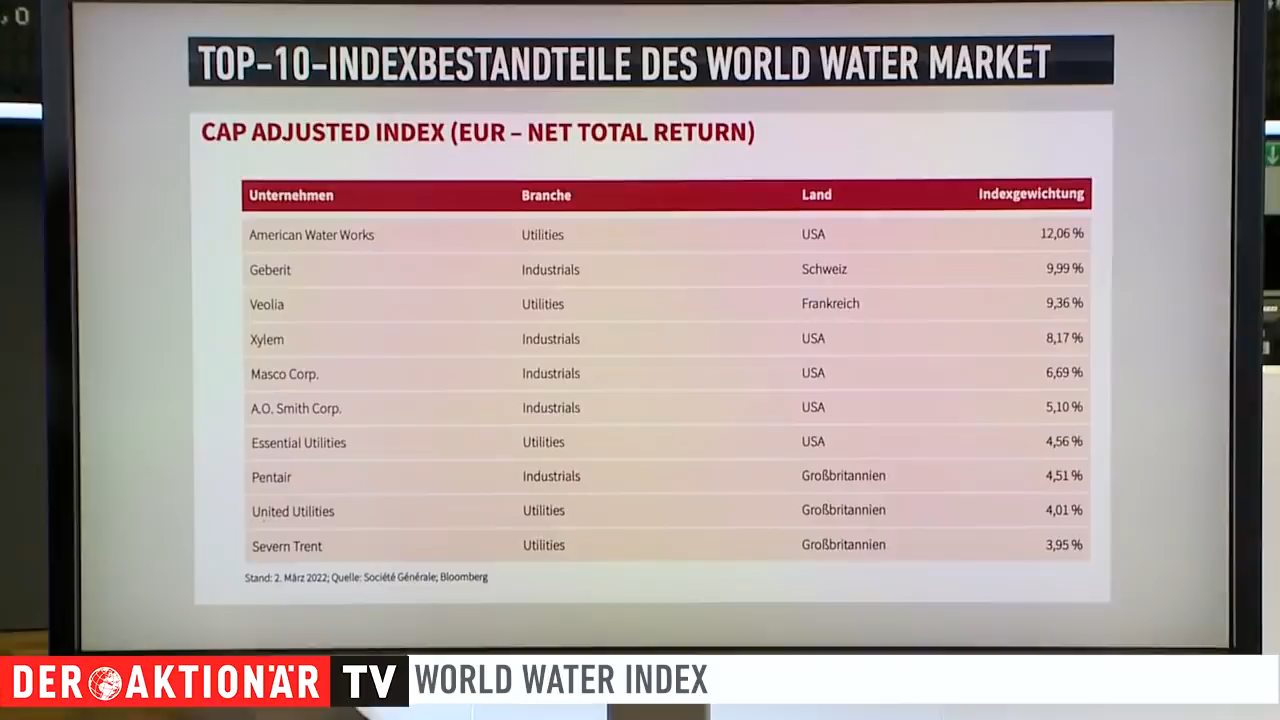 TOP-10-INDEXBESTANDTEILE DES WORLD WATER MARKET
CAP ADJUSTED INDEX (EUR – NET TOTAL RETURN)
Unternehmen Branche Land Indexgewichtung
American Water Works Utilities USA 12,06 %
Geberit Industrials Schweiz 9,99 %
Veolia Utilities Frankreich 9,36 %
Xylem Industrials USA 8,17 %
Masco Corp. Industrials USA 6,69 %
A.O. Smith Corp. Industrials USA 5,10 %
Essential Utilities Utilities USA 4,56 %
Pentair Industrials Großbritannien 4,51 %
United Utilities Utilities Großbritannien 4,01 %
Severn Trent Utilities Großbritannien 3,95 %
Stand: 2. März 2022; Quelle: Société Générale; Bloomberg
DER AKTIONÄR TV WORLD WATER INDEX